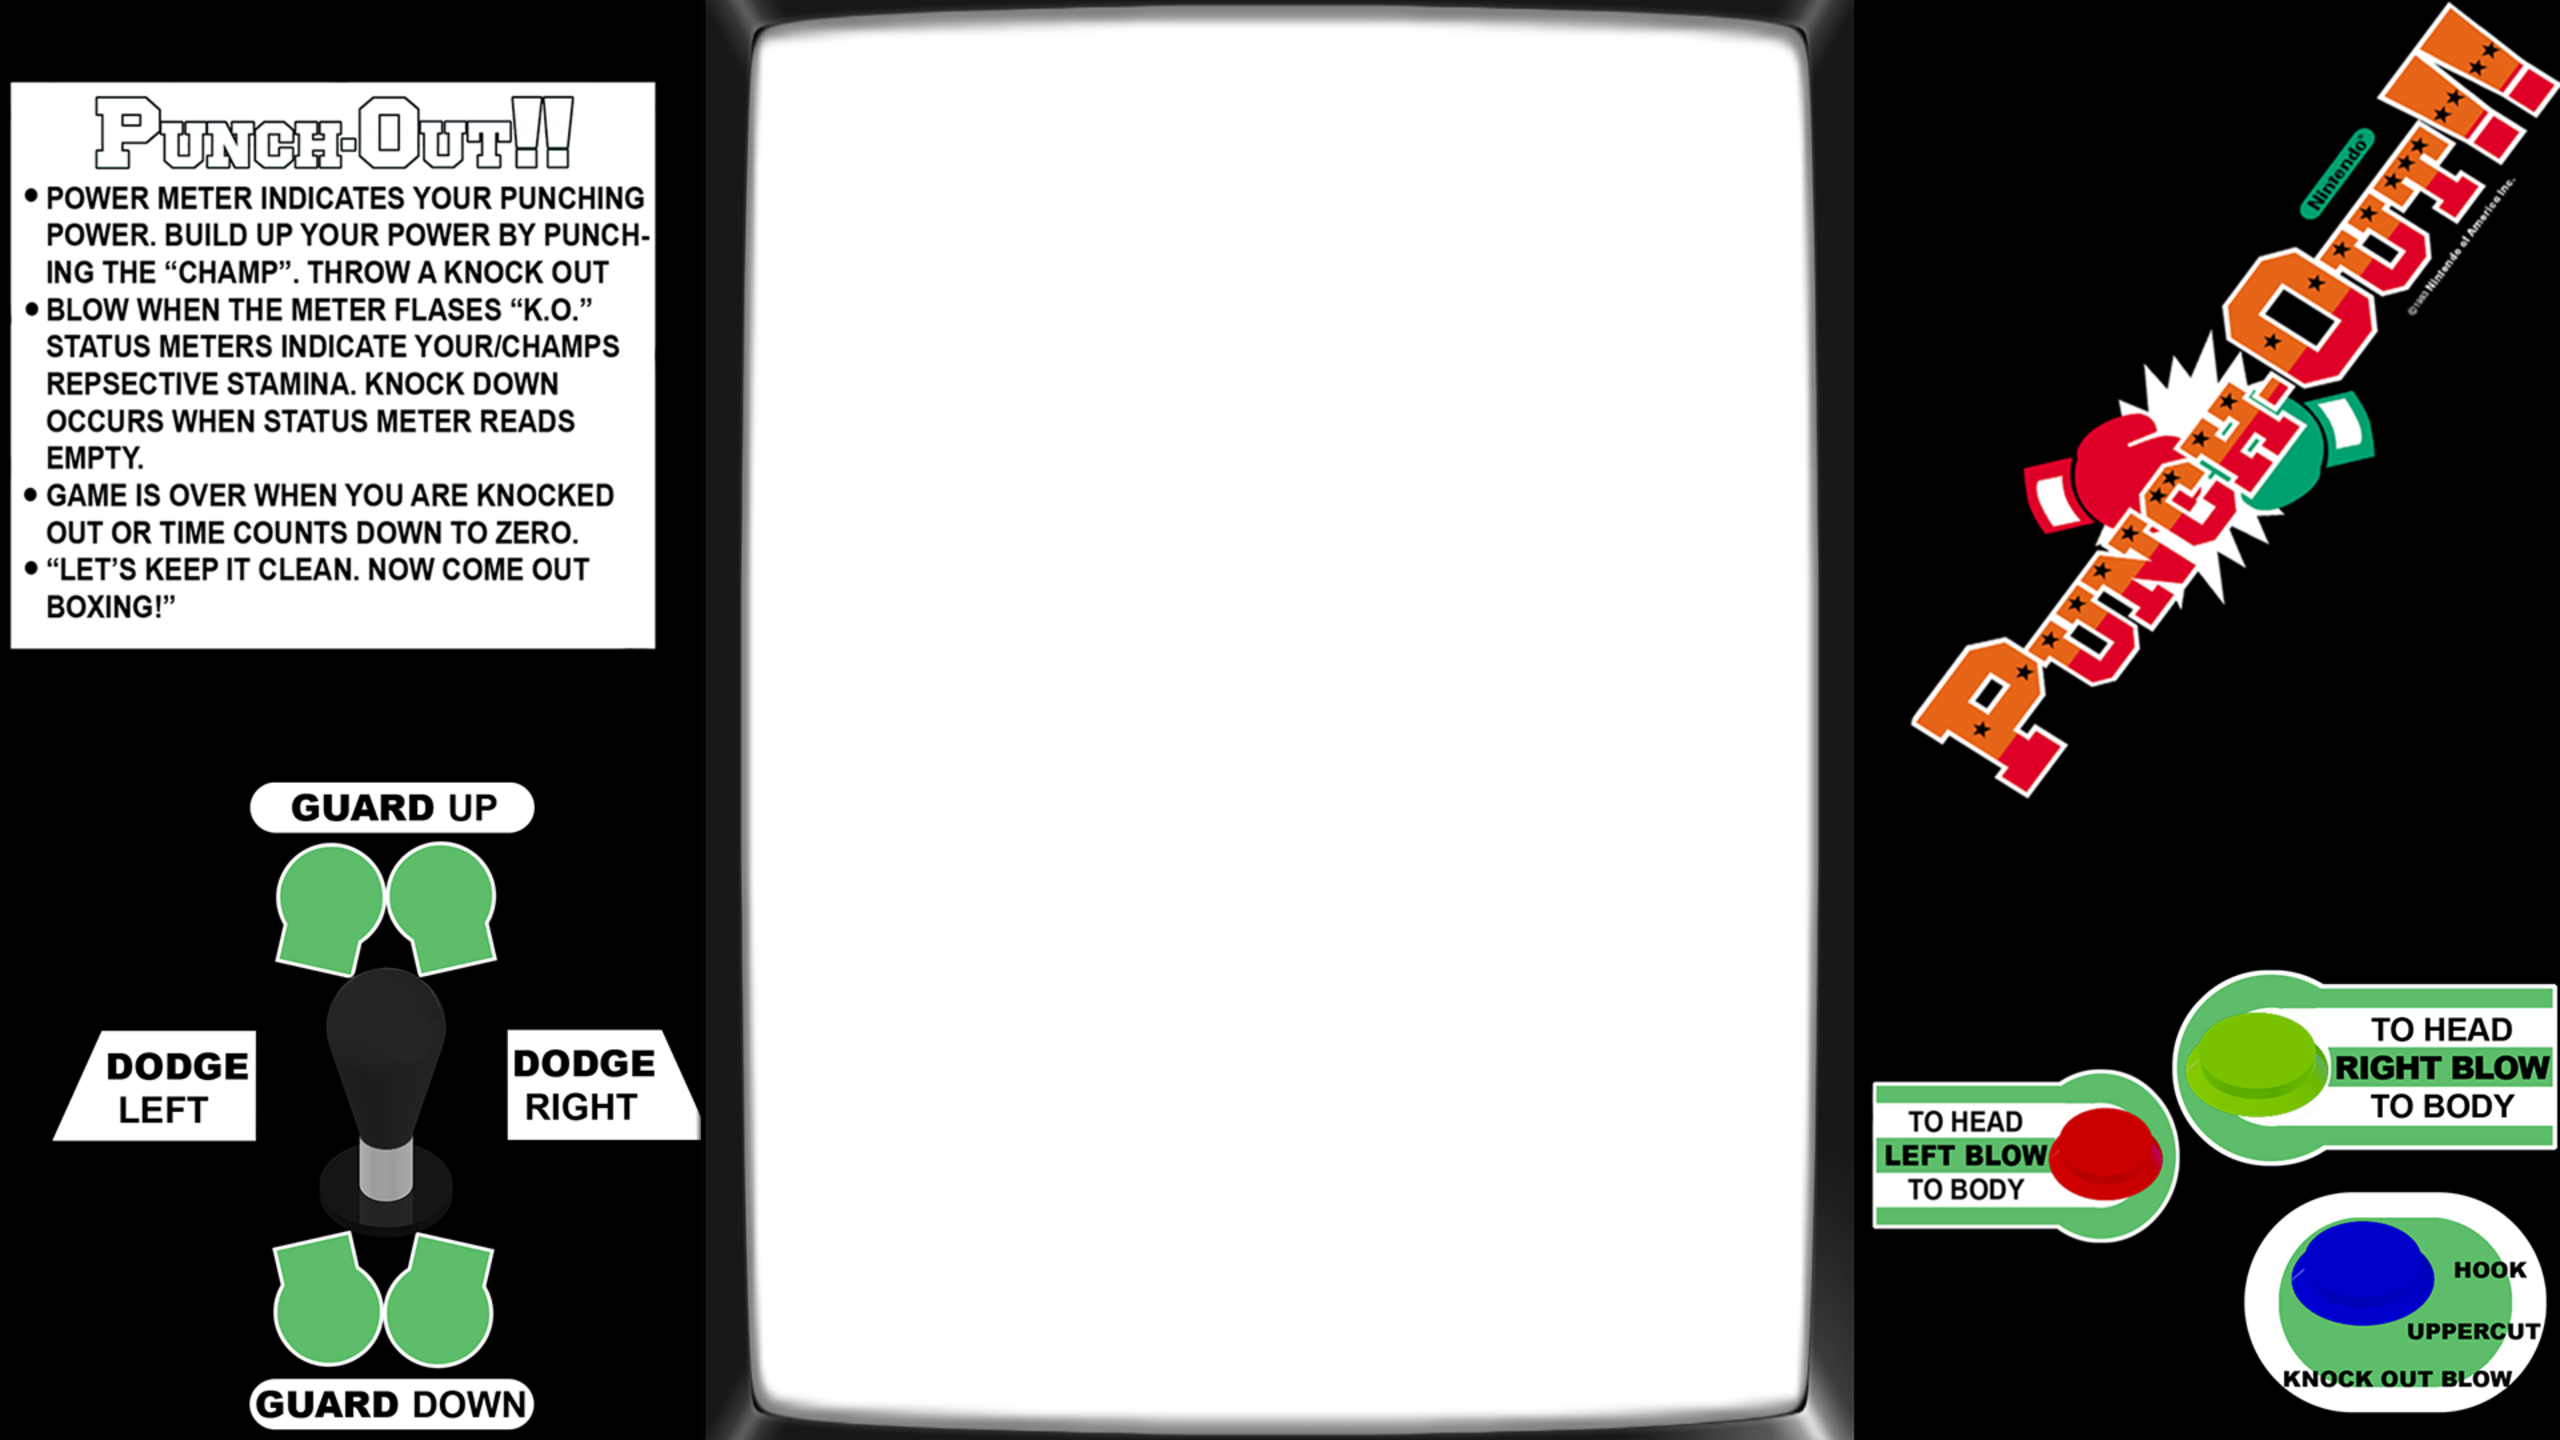 PUNCH-OUT!!
• POWER METER INDICATES YOUR PUNCHING
POWER. BUILD UP YOUR POWER BY PUNCH-
ING THE “CHAMP”. THROW A KNOCK OUT
• BLOW WHEN THE METER FLASES “K.O.”
STATUS METERS INDICATE YOUR/CHAMPS
REPSECTIVE STAMINA. KNOCK DOWN
OCCURS WHEN STATUS METER READS
EMPTY.
• GAME IS OVER WHEN YOU ARE KNOCKED
OUT OR TIME COUNTS DOWN TO ZERO.
• “LET’S KEEP IT CLEAN. NOW COME OUT
BOXING!”
GUARD UP
DODGE
LEFT
DODGE
RIGHT
GUARD DOWN
Nintendo®
PUNCH-OUT!!
©1983 Nintendo of America Inc.
TO HEAD
LEFT BLOW
TO BODY
TO HEAD
RIGHT BLOW
TO BODY
HOOK
UPPERCUT
KNOCK OUT BLOW